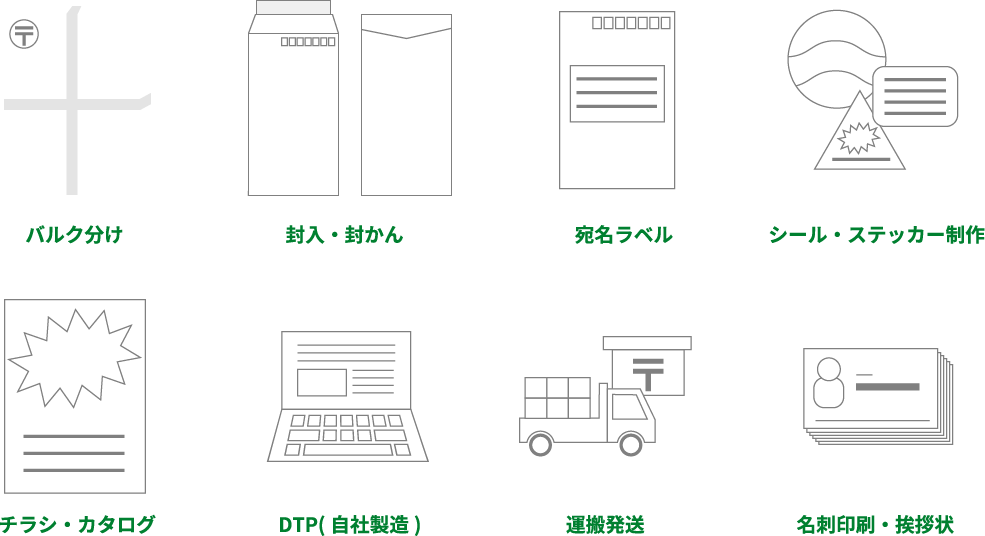 〒
バルク分け
封入・封かん
宛名ラベル
シール・ステッカー制作
チラシ・カタログ
DTP( 自社製造 )
〒
運搬発送
名刺印刷・挨拶状